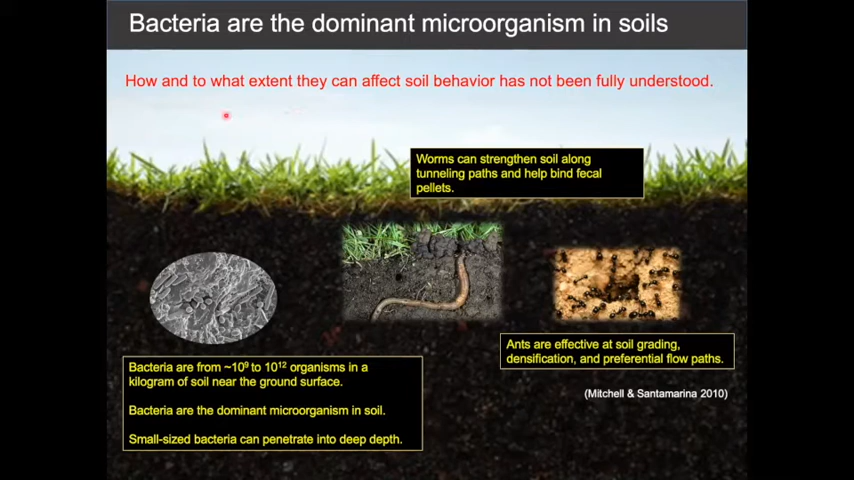 Bacteria are the dominant microorganism in soils
How and to what extent they can affect soil behavior has not been fully understood.
Worms can strengthen soil along
tunneling paths and help bind fecal
pellets.
Ants are effective at soil grading,
densification, and preferential flow paths.
Bacteria are from ~10⁹ to 10¹² organisms in a
kilogram of soil near the ground surface.
Bacteria are the dominant microorganism in soil.
Small-sized bacteria can penetrate into deep depth.
(Mitchell & Santamarina 2010)